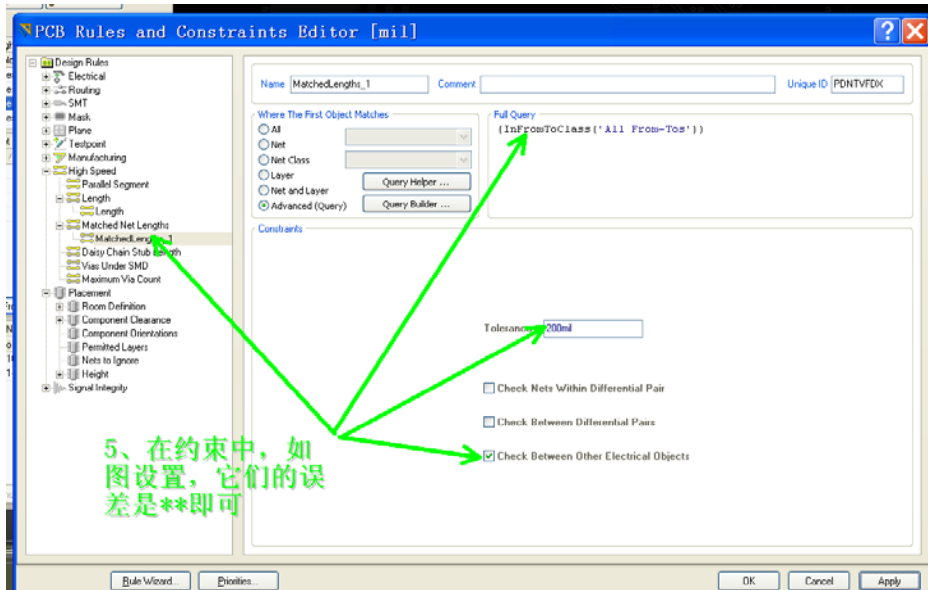 PCB Rules and Constraints Editor [mil]
Design Rules
Electrical
Routing
SMT
Mask
Plane
Testpoint
Manufacturing
High Speed
Parallel Segment
Length
Length
Matched Net Lengths
MatchedLengths_1
Daisy Chain Stub Length
Vias Under SMD
Maximum Via Count
Placement
Room Definition
Component Clearance
Component Orientations
Permitted Layers
Nets to Ignore
Height
Signal Integrity
Name MatchedLengths_1 Comment Unique ID PDNTVFDX
Where The First Object Matches
All
Net
Net Class
Layer
Net and Layer
Advanced (Query)
Query Helper ...
Query Builder ...
Full Query
(InFromToClass('All From-Tos'))
Constraints
Tolerance 200mil
Check Nets Within Differential Pair
Check Between Differential Pairs
Check Between Other Electrical Objects
5、在约束中，如
图设置，它们的误
差是**即可
Rule Wizard... Priorities... OK Cancel Apply